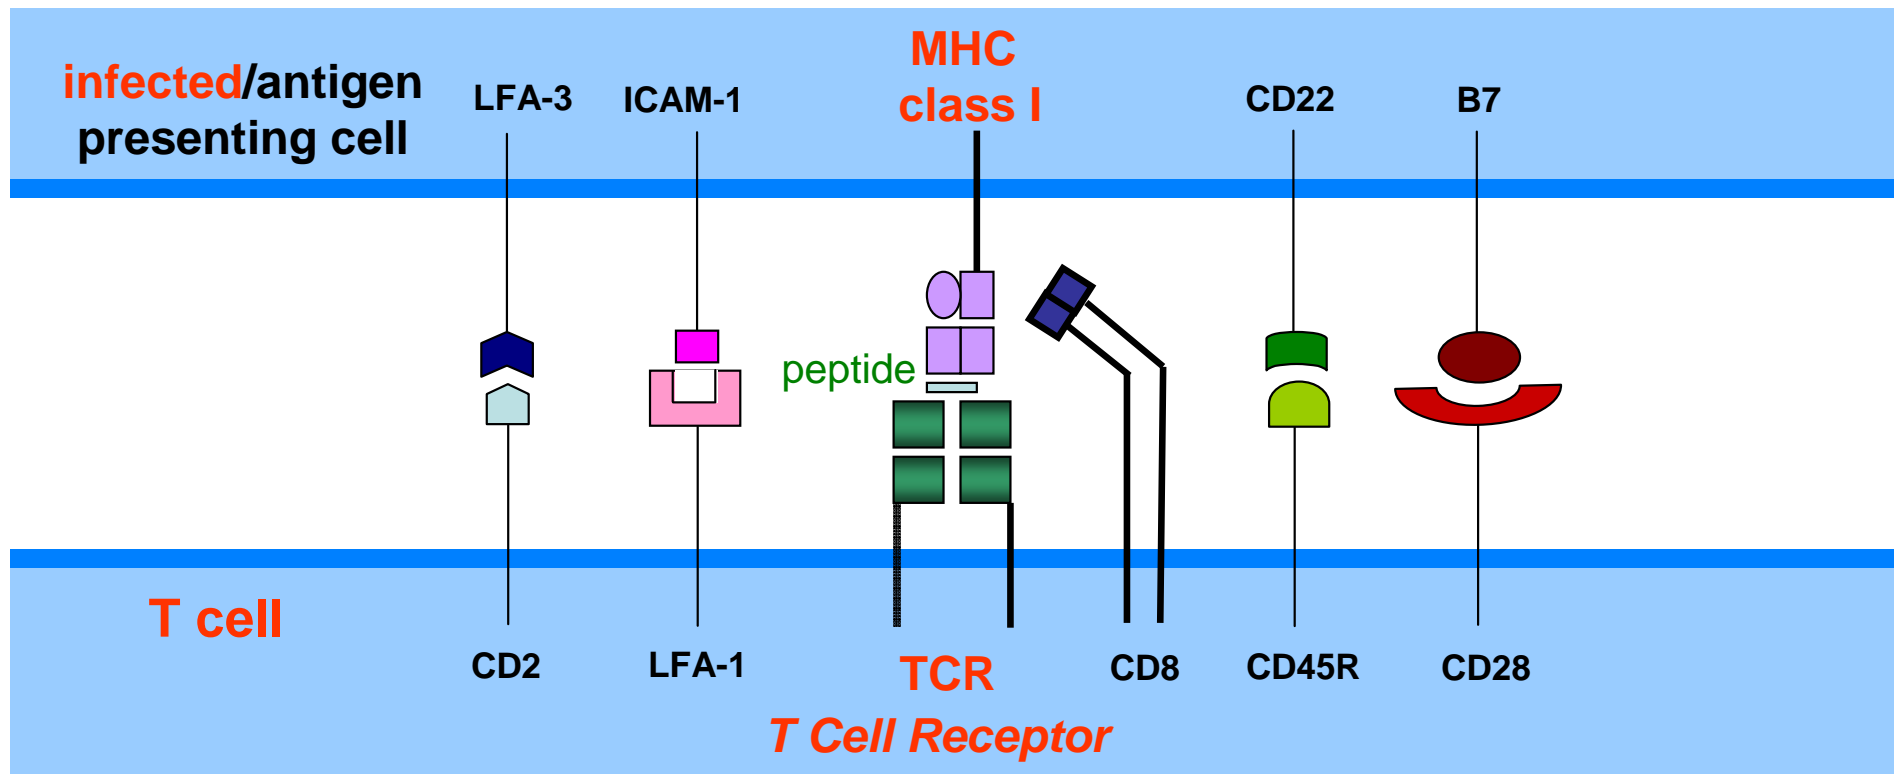 infected/antigen
presenting cell
LFA-3
ICAM-1
MHC
class I
CD22
B7
peptide
T cell
CD2
LFA-1
TCR
CD8
CD45R
CD28
T Cell Receptor